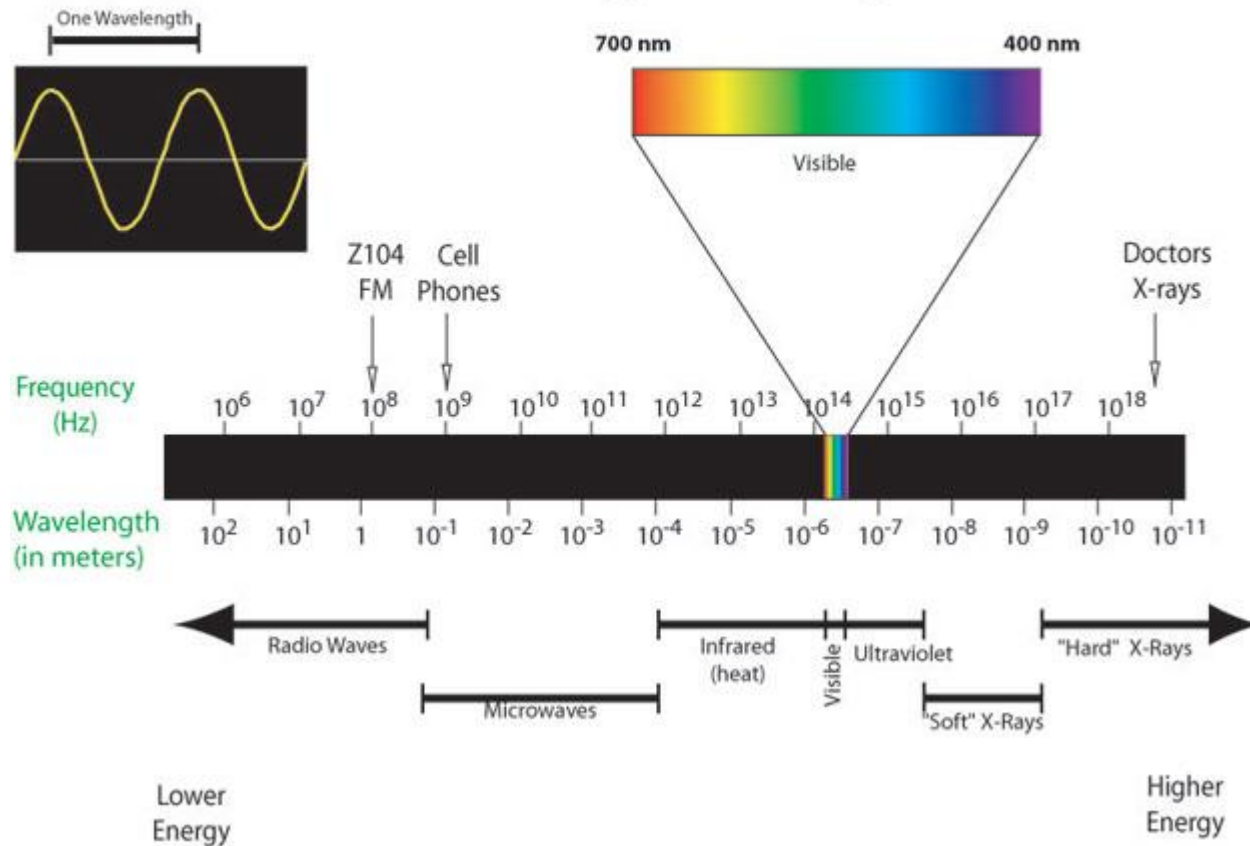 One Wavelength
700 nm 400 nm
Visible
Z104
FM
Cell
Phones
Doctors
X-rays
Frequency
(Hz)
10⁶ 10⁷ 10⁸ 10⁹ 10¹⁰ 10¹¹ 10¹² 10¹³ 10¹⁴ 10¹⁵ 10¹⁶ 10¹⁷ 10¹⁸
Wavelength
(in meters)
10² 10¹ 1 10⁻¹ 10⁻² 10⁻³ 10⁻⁴ 10⁻⁵ 10⁻⁶ 10⁻⁷ 10⁻⁸ 10⁻⁹ 10⁻¹⁰ 10⁻¹¹
Radio Waves
Microwaves
Infrared
(heat)
Visible
Ultraviolet
"Soft" X-Rays
"Hard" X-Rays
Lower
Energy
Higher
Energy